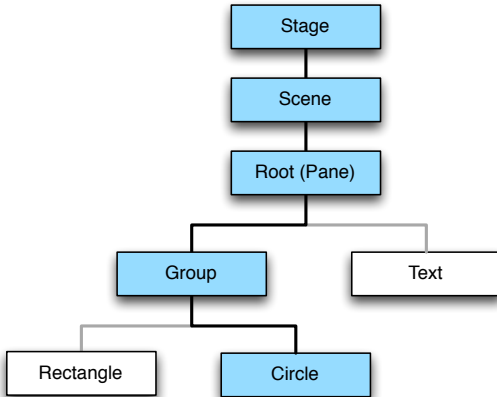 Stage
Scene
Root (Pane)
Group
Text
Rectangle
Circle